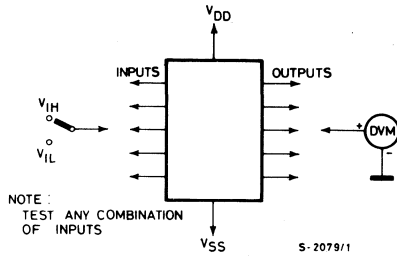 VDD
INPUTS
OUTPUTS
VIH
VIL
+
DVM
-
NOTE :
TEST ANY COMBINATION
OF INPUTS
VSS
S-2079/1